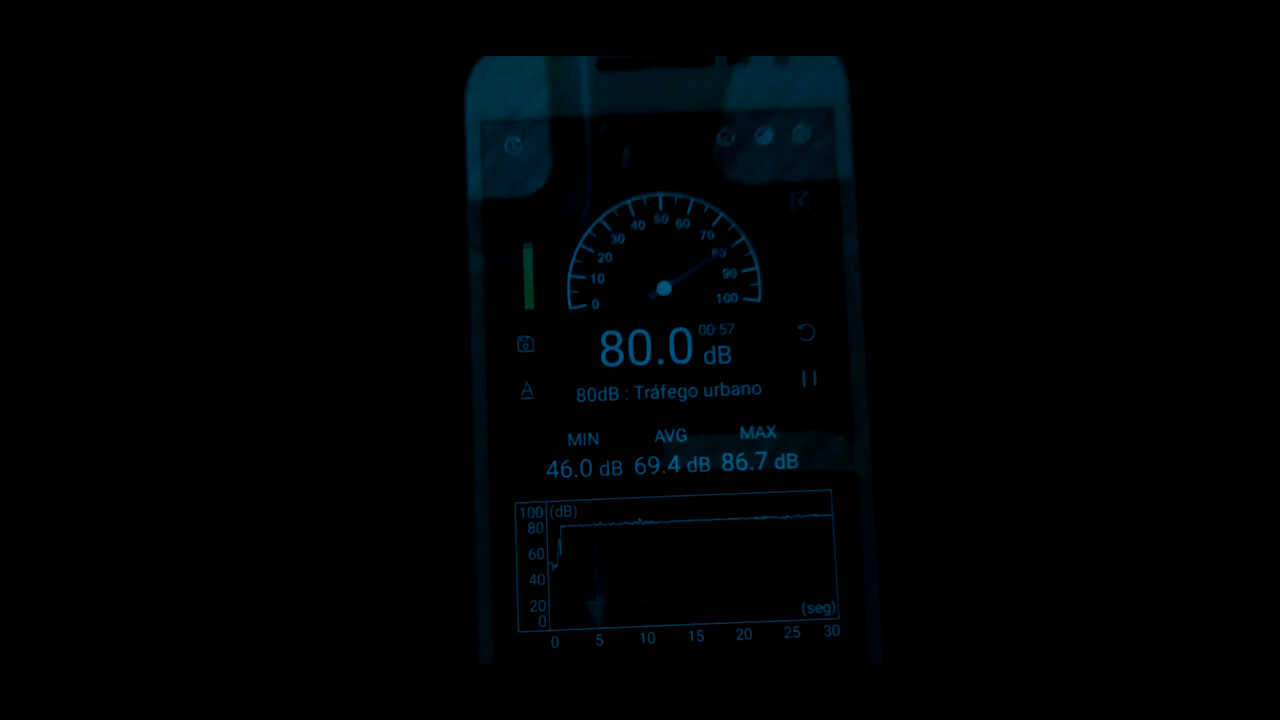 0 10 20 30 40 50 60 70 80 90 100
80.0 dB 00:57
80dB : Tráfego urbano
MIN AVG MAX
46.0 dB 69.4 dB 86.7 dB
100 (dB)
80
60
40
20
0
(seg)
0 5 10 15 20 25 30